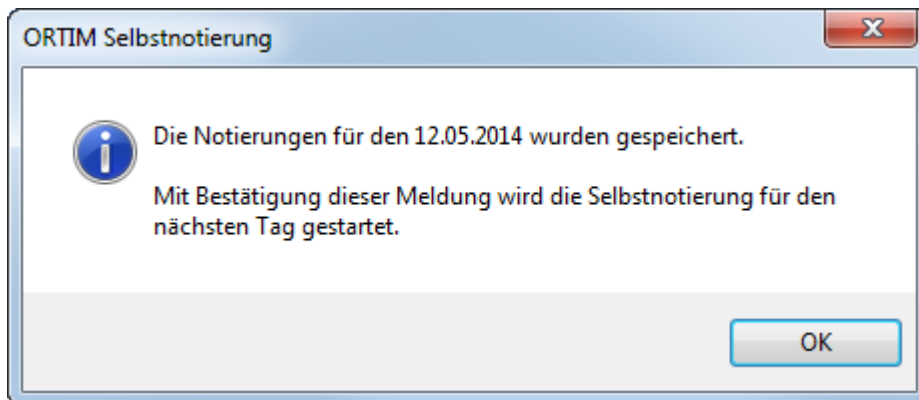 ORTIM Selbstnotierung
Die Notierungen für den 12.05.2014 wurden gespeichert.
Mit Bestätigung dieser Meldung wird die Selbstnotierung für den
nächsten Tag gestartet.
OK